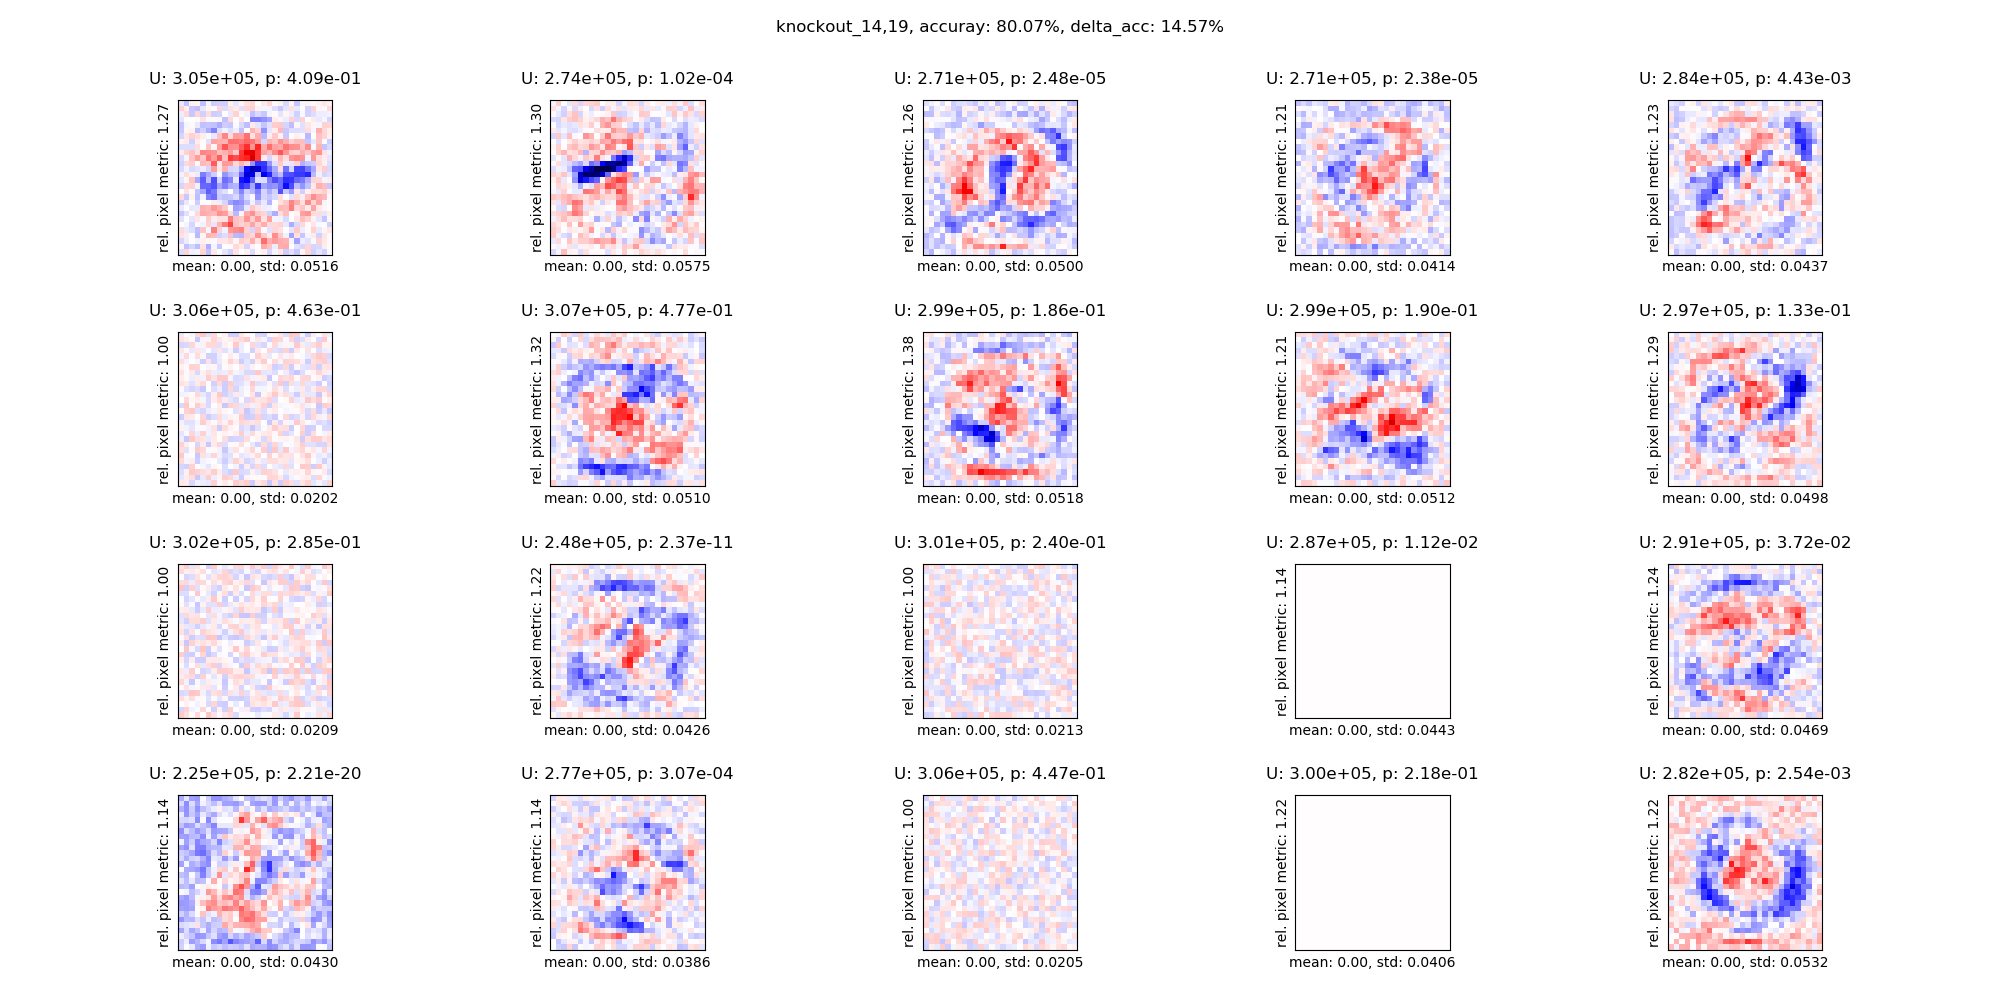 knockout_14,19, accuray: 80.07%, delta_acc: 14.57%
U: 3.05e+05, p: 4.09e-01
rel. pixel metric: 1.27
mean: 0.00, std: 0.0516
U: 2.74e+05, p: 1.02e-04
rel. pixel metric: 1.30
mean: 0.00, std: 0.0575
U: 2.71e+05, p: 2.48e-05
rel. pixel metric: 1.26
mean: 0.00, std: 0.0500
U: 2.71e+05, p: 2.38e-05
rel. pixel metric: 1.21
mean: 0.00, std: 0.0414
U: 2.84e+05, p: 4.43e-03
rel. pixel metric: 1.23
mean: 0.00, std: 0.0437
U: 3.06e+05, p: 4.63e-01
rel. pixel metric: 1.00
mean: 0.00, std: 0.0202
U: 3.07e+05, p: 4.77e-01
rel. pixel metric: 1.32
mean: 0.00, std: 0.0510
U: 2.99e+05, p: 1.86e-01
rel. pixel metric: 1.38
mean: 0.00, std: 0.0518
U: 2.99e+05, p: 1.90e-01
rel. pixel metric: 1.21
mean: 0.00, std: 0.0512
U: 2.97e+05, p: 1.33e-01
rel. pixel metric: 1.29
mean: 0.00, std: 0.0498
U: 3.02e+05, p: 2.85e-01
rel. pixel metric: 1.00
mean: 0.00, std: 0.0209
U: 2.48e+05, p: 2.37e-11
rel. pixel metric: 1.22
mean: 0.00, std: 0.0426
U: 3.01e+05, p: 2.40e-01
rel. pixel metric: 1.00
mean: 0.00, std: 0.0213
U: 2.87e+05, p: 1.12e-02
rel. pixel metric: 1.14
mean: 0.00, std: 0.0443
U: 2.91e+05, p: 3.72e-02
rel. pixel metric: 1.24
mean: 0.00, std: 0.0469
U: 2.25e+05, p: 2.21e-20
rel. pixel metric: 1.14
mean: 0.00, std: 0.0430
U: 2.77e+05, p: 3.07e-04
rel. pixel metric: 1.14
mean: 0.00, std: 0.0386
U: 3.06e+05, p: 4.47e-01
rel. pixel metric: 1.00
mean: 0.00, std: 0.0205
U: 3.00e+05, p: 2.18e-01
rel. pixel metric: 1.22
mean: 0.00, std: 0.0406
U: 2.82e+05, p: 2.54e-03
rel. pixel metric: 1.22
mean: 0.00, std: 0.0532